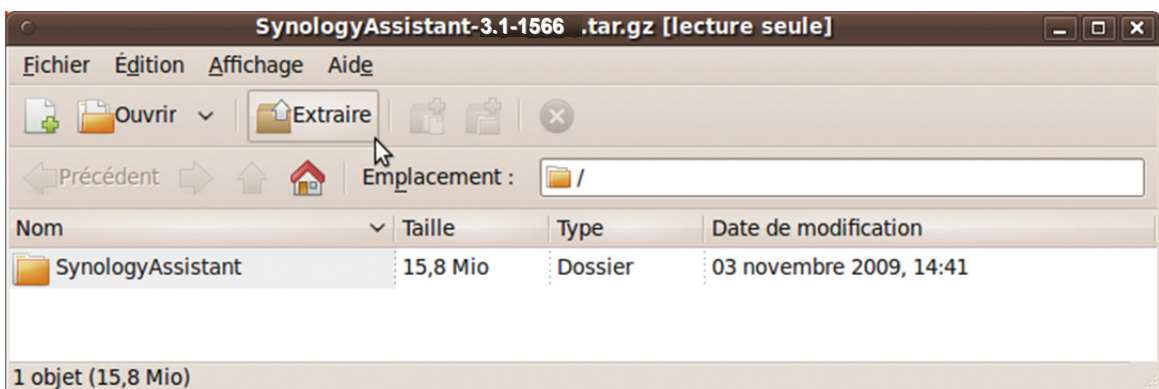 SynologyAssistant-3.1-1566 .tar.gz [lecture seule]
Fichier Édition Affichage Aide
Ouvrir Extraire
Précédent Emplacement : /
Nom Taille Type Date de modification
SynologyAssistant 15,8 Mio Dossier 03 novembre 2009, 14:41
1 objet (15,8 Mio)